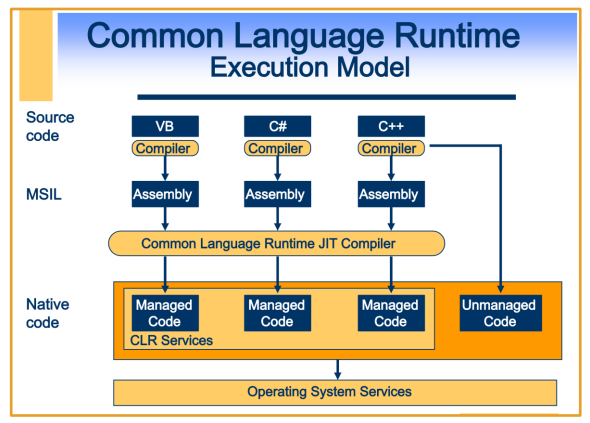 Common Language Runtime
Execution Model
Source
code
VB
C#
C++
Compiler
Compiler
Compiler
MSIL
Assembly
Assembly
Assembly
Common Language Runtime JIT Compiler
Native
code
Managed
Code
Managed
Code
Managed
Code
Unmanaged
Code
CLR Services
Operating System Services